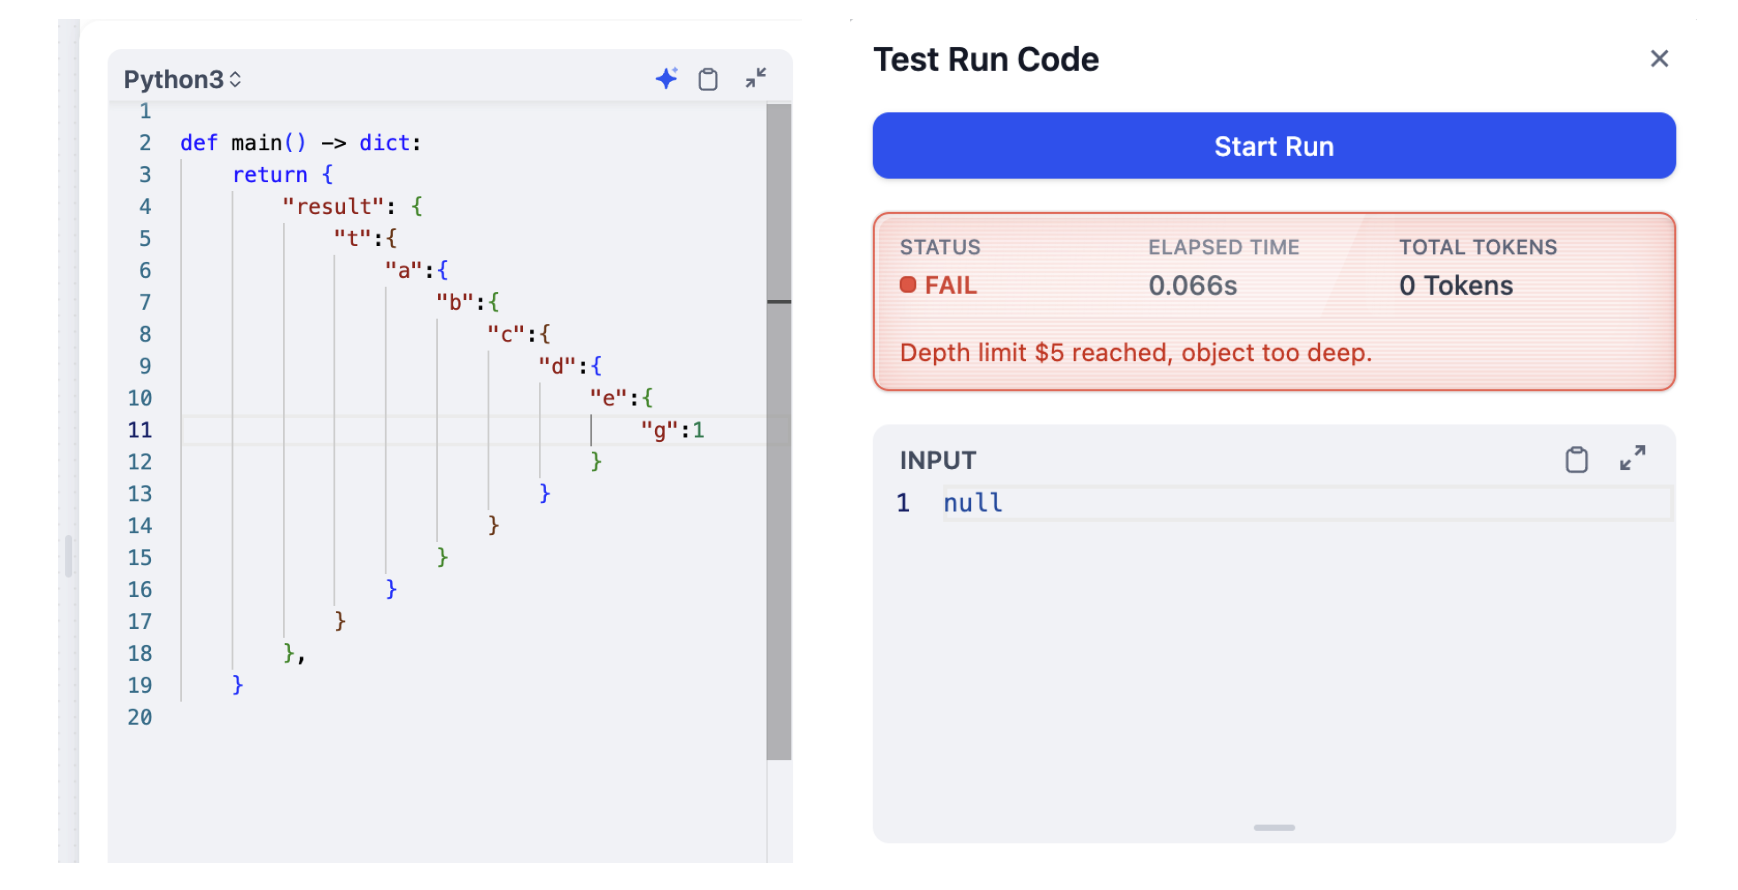 Python3
1
2 def main() -> dict:
3 return {
4 "result": {
5 "t":{
6 "a":{
7 "b":{
8 "c":{
9 "d":{
10 "e":{
11 "g":1
12 }
13 }
14 }
15 }
16 }
17 }
18 },
19 }
20
Test Run Code
Start Run
STATUS ELAPSED TIME TOTAL TOKENS
FAIL 0.066s 0 Tokens
Depth limit $5 reached, object too deep.
INPUT
1 null